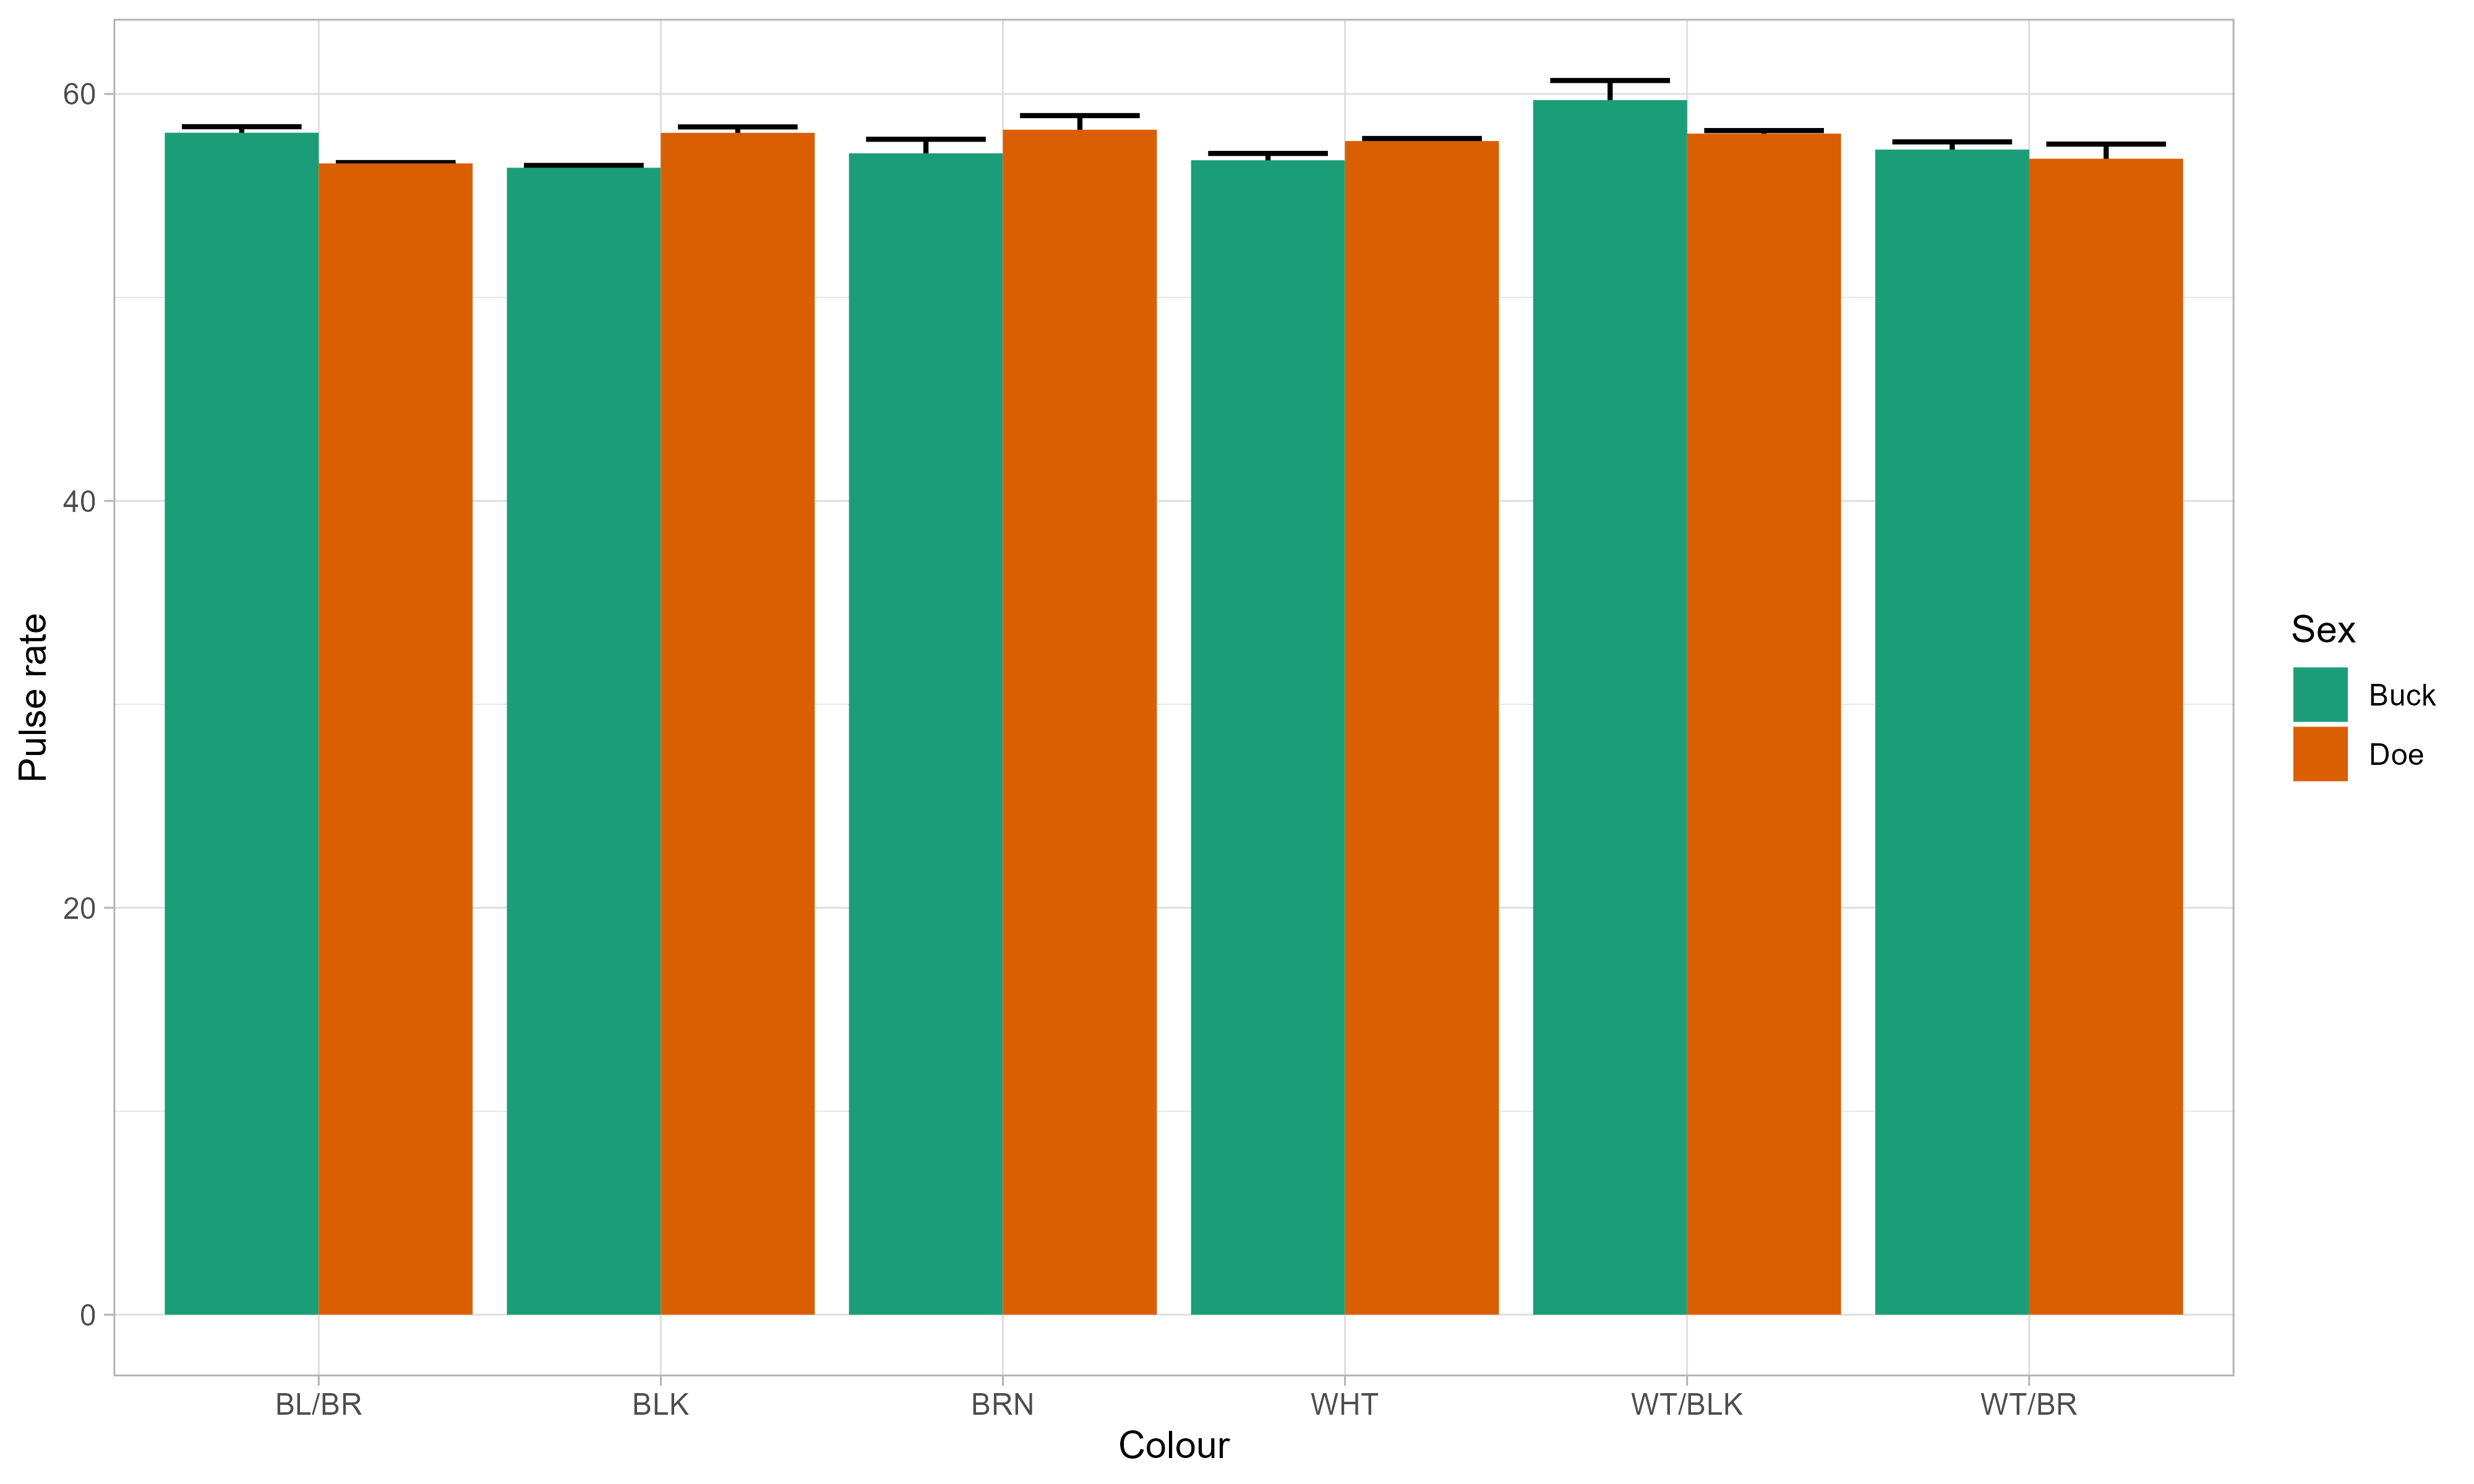 60
40
20
0
Pulse rate
BL/BR BLK BRN WHT WT/BLK WT/BR
Colour
Sex
Buck
Doe